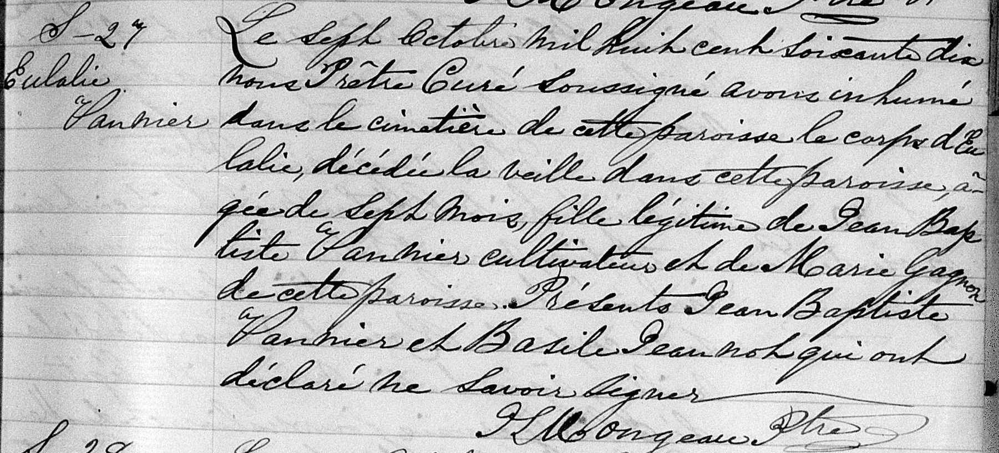 Mongeau Ptre
S-27
Eulalie
Vannier
Le sept Octobre mil huit cent soixante dix
nous Prêtre Curé soussigné avons inhumé
dans le cimetière de cette paroisse le corps d'Eu
lalie, décédée la veille dans cette paroisse, â-
gée de sept mois, fille légitime de Jean Bap
tiste Vannier cultivateur et de Marie Gagnon
de cette paroisse. Présents Jean Baptiste
Vannier et Basile Jeannot qui ont
déclaré ne savoir signer
Mongeau Ptre
S-28